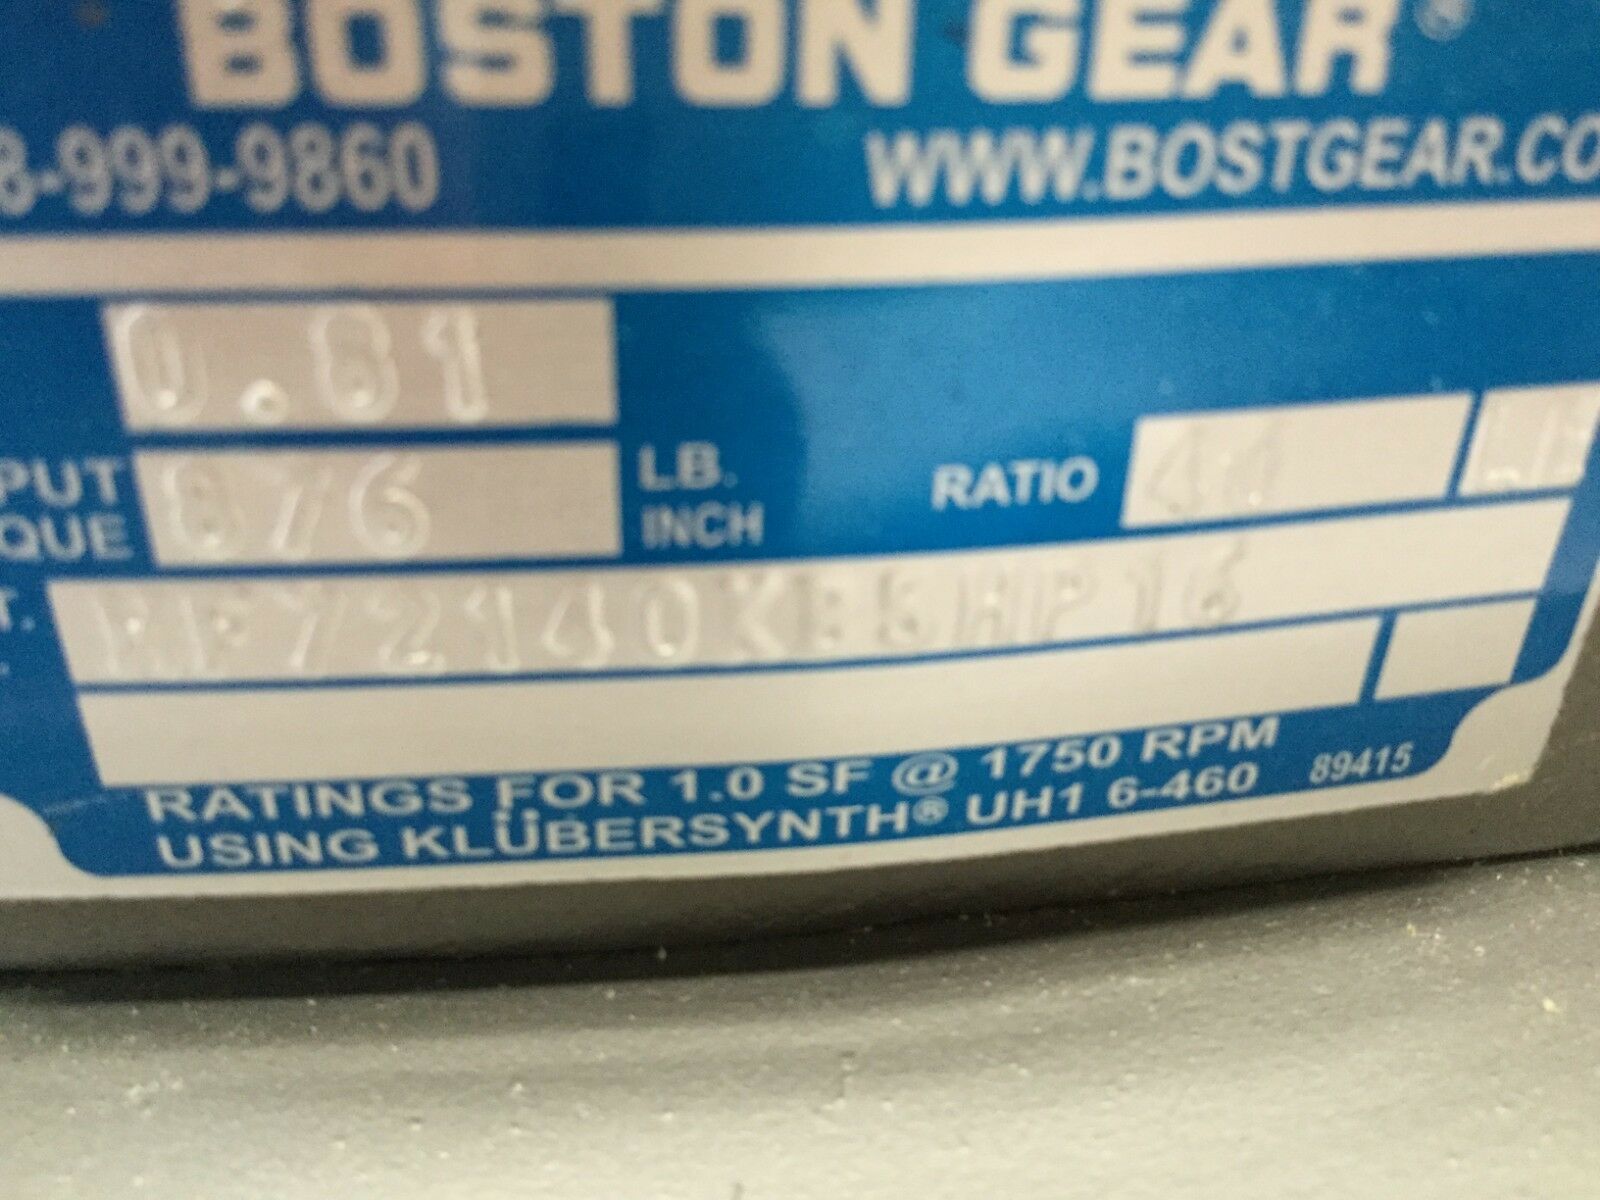 BOSTON GEAR®
8-999-9860 WWW.BOSTGEAR.CO
0.81
PUT QUE 876 LB. INCH RATIO
T.
RATINGS FOR 1.0 SF @ 1750 RPM
USING KLÜBERSYNTH® UH1 6-460 89415